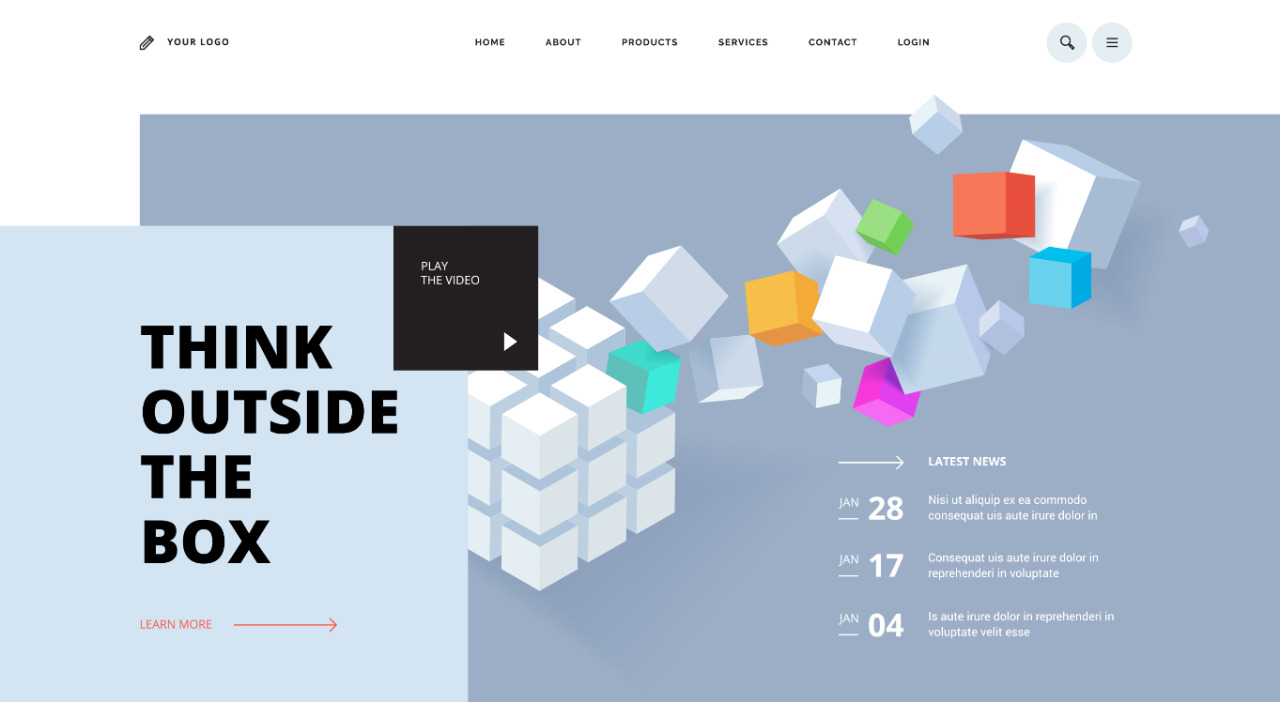 YOUR LOGO
HOME
ABOUT
PRODUCTS
SERVICES
CONTACT
LOGIN
PLAY
THE VIDEO
THINK
OUTSIDE
THE
BOX
LEARN MORE
LATEST NEWS
JAN 28
Nisi ut aliquip ex ea commodo
consequat uis aute irure dolor in
JAN 17
Consequat uis aute irure dolor in
reprehenderi in voluptate
JAN 04
Is aute irure dolor in reprehenderi in
voluptate velit esse